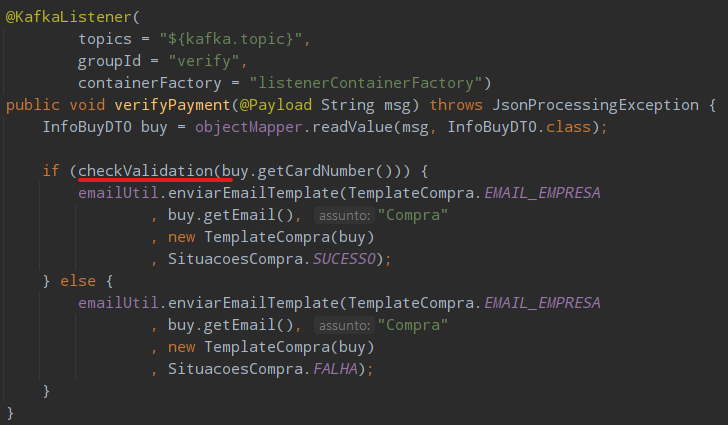 @KafkaListener(
        topics = "${kafka.topic}",
        groupId = "verify",
        containerFactory = "listenerContainerFactory")
public void verifyPayment(@Payload String msg) throws JsonProcessingException {
    InfoBuyDTO buy = objectMapper.readValue(msg, InfoBuyDTO.class);
    if (checkValidation(buy.getCardNumber())) {
        emailUtil.enviarEmailTemplate(TemplateCompra.EMAIL_EMPRESA
                , buy.getEmail(), assunto: "Compra"
                , new TemplateCompra(buy)
                , SituacoesCompra.SUCESSO);
    } else {
        emailUtil.enviarEmailTemplate(TemplateCompra.EMAIL_EMPRESA
                , buy.getEmail(), assunto: "Compra"
                , new TemplateCompra(buy)
                , SituacoesCompra.FALHA);
    }
}